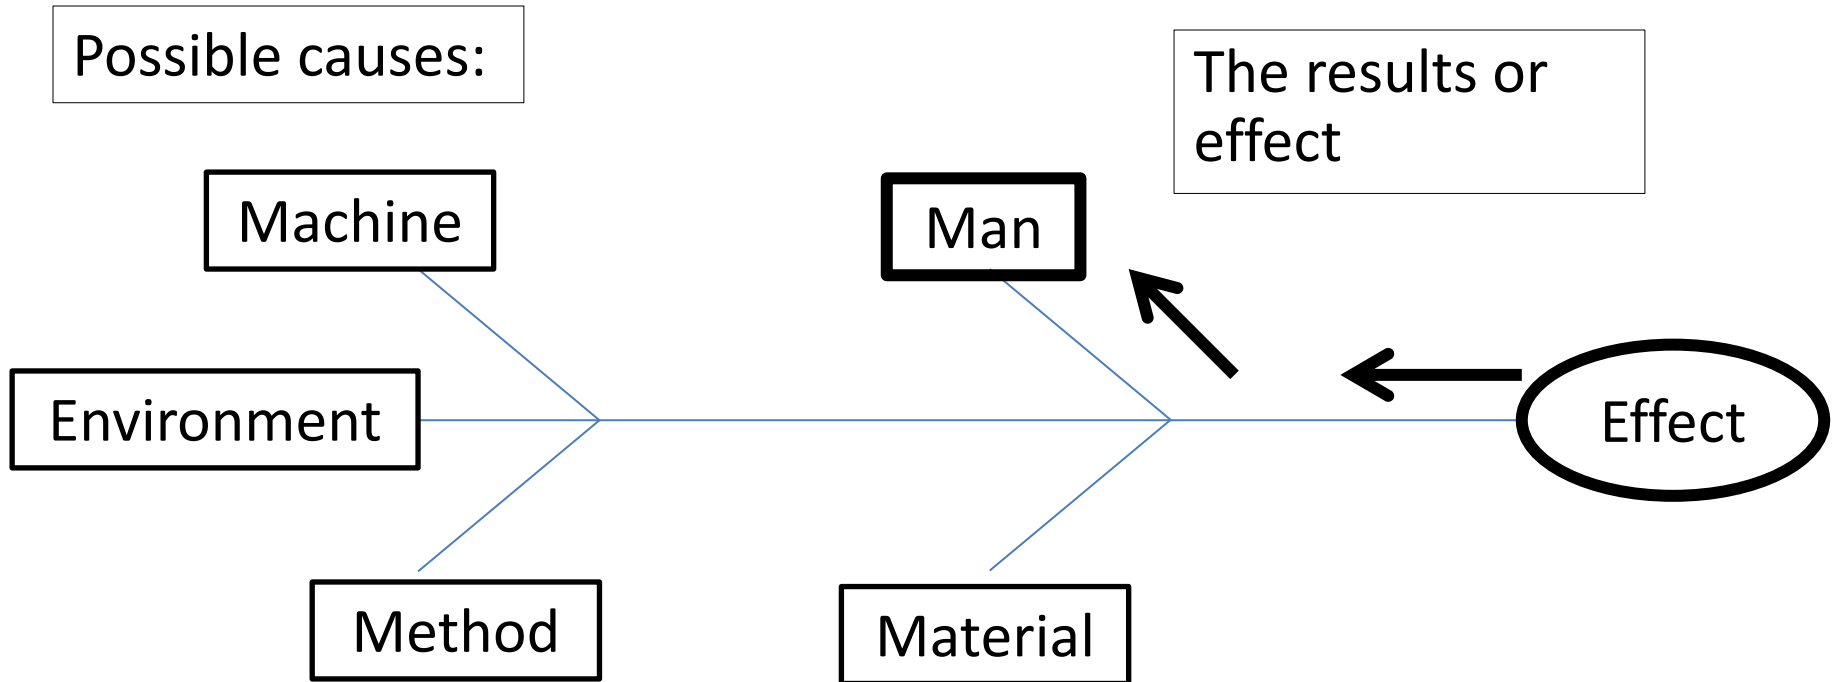 Possible causes:
The results or
effect
Machine
Man
Environment
Effect
Method
Material